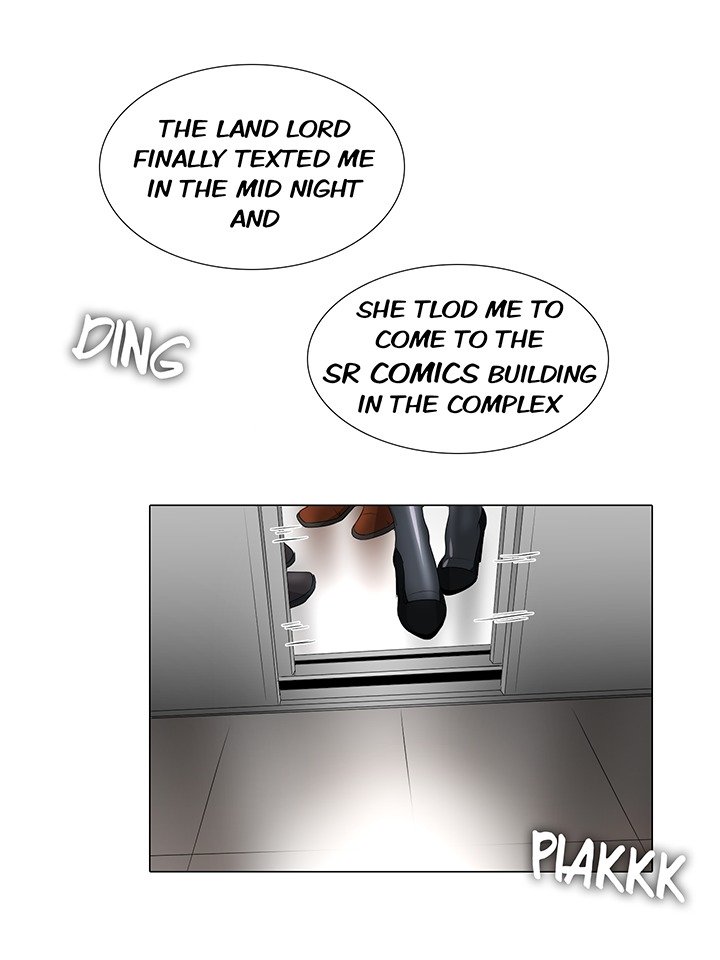 THE LAND LORD
FINALLY TEXTED ME
IN THE MID NIGHT
AND
SHE TLOD ME TO
COME TO THE
SR COMICS BUILDING
IN THE COMPLEX
DING
PIAKKK